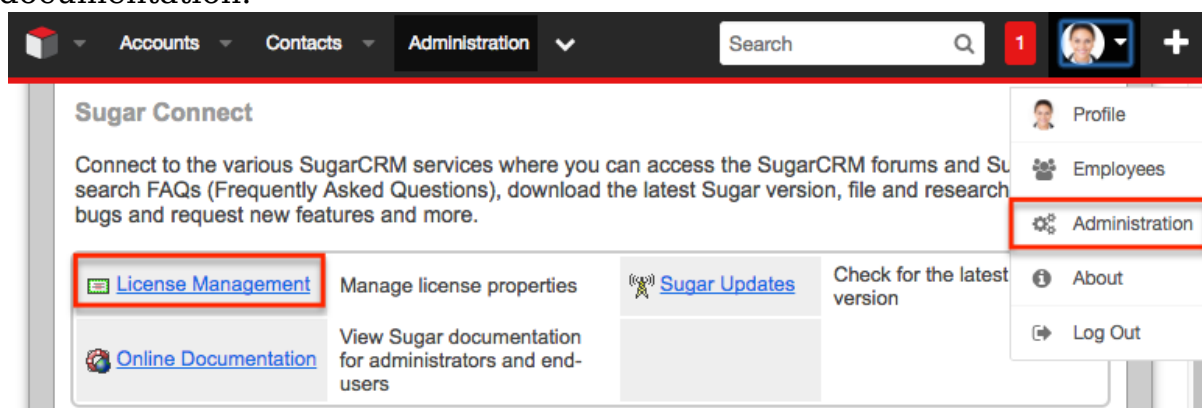 documentation.
Accounts Contacts Administration Search 1
Sugar Connect
Connect to the various SugarCRM services where you can access the SugarCRM forums and Su
search FAQs (Frequently Asked Questions), download the latest Sugar version, file and research
bugs and request new features and more.
License Management Manage license properties Sugar Updates Check for the latest
version
Online Documentation View Sugar documentation
for administrators and end-
users
Profile
Employees
Administration
About
Log Out